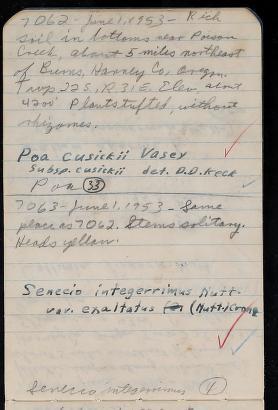 7062 - June 1, 1953 - Rich
soil in bottoms near Poison
Creek, about 5 miles northeast
of Burns, Harney Co, Oregon.
Twp 22S, R.31E. Elev. about
4200' Plants tufted, without
rhizomes.
Poa cusickii Vasey
subsp. cusickii det. D.D. Keck
Poa 33
7063 - June 1, 1953 - Same
place as 7062. Stems solitary.
Heads yellow.
Senecio integerrimus Nutt.
var. exaltatus (Nutt.) Cronq
Senecio integerrimus 1